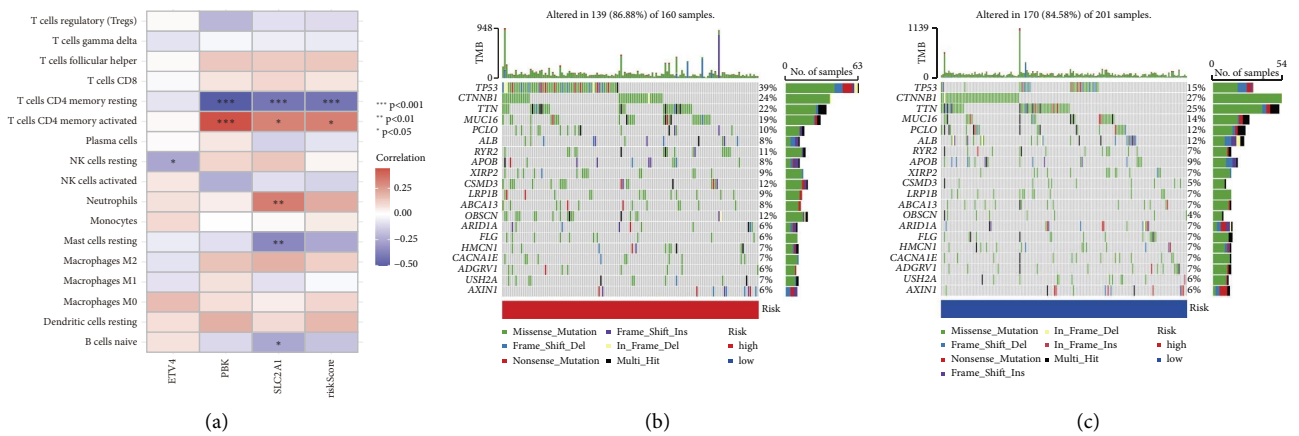 T cells regulatory (Tregs)
T cells gamma delta
T cells follicular helper
T cells CD8
T cells CD4 memory resting
T cells CD4 memory activated
Plasma cells
NK cells resting
NK cells activated
Neutrophils
Monocytes
Mast cells resting
Macrophages M2
Macrophages M1
Macrophages M0
Dendritic cells resting
B cells naive
*** *** ***
*** * *
*
**
**
*
ETV4
PBK
SLC2A1
riskScore
*** p<0.001
** p<0.01
* p<0.05
Correlation
0.25
0.00
−0.25
−0.50
(a)
Altered in 139 (86.88%) of 160 samples.
948
TMB
0
0 63
No. of samples
TP53 39%
CTNNB1 24%
TTN 22%
MUC16 19%
PCLO 10%
ALB 8%
RYR2 11%
APOB 8%
XIRP2 9%
CSMD3 12%
LRP1B 9%
ABCA13 8%
OBSCN 12%
ARID1A 6%
FLG 6%
HMCN1 7%
CACNA1E 7%
ADGRV1 6%
USH2A 7%
AXIN1 6%
Risk
Missense_Mutation Frame_Shift_Ins Risk
Frame_Shift_Del In_Frame_Del high
Nonsense_Mutation Multi_Hit low
(b)
Altered in 170 (84.58%) of 201 samples.
1139
TMB
0
0 54
No. of samples
TP53 15%
CTNNB1 27%
TTN 25%
MUC16 14%
PCLO 12%
ALB 12%
RYR2 7%
APOB 9%
XIRP2 7%
CSMD3 5%
LRP1B 7%
ABCA13 7%
OBSCN 4%
ARID1A 6%
FLG 7%
HMCN1 7%
CACNA1E 7%
ADGRV1 7%
USH2A 6%
AXIN1 6%
Risk
Missense_Mutation In_Frame_Del Risk
Frame_Shift_Del In_Frame_Ins high
Nonsense_Mutation Multi_Hit low
Frame_Shift_Ins
(c)